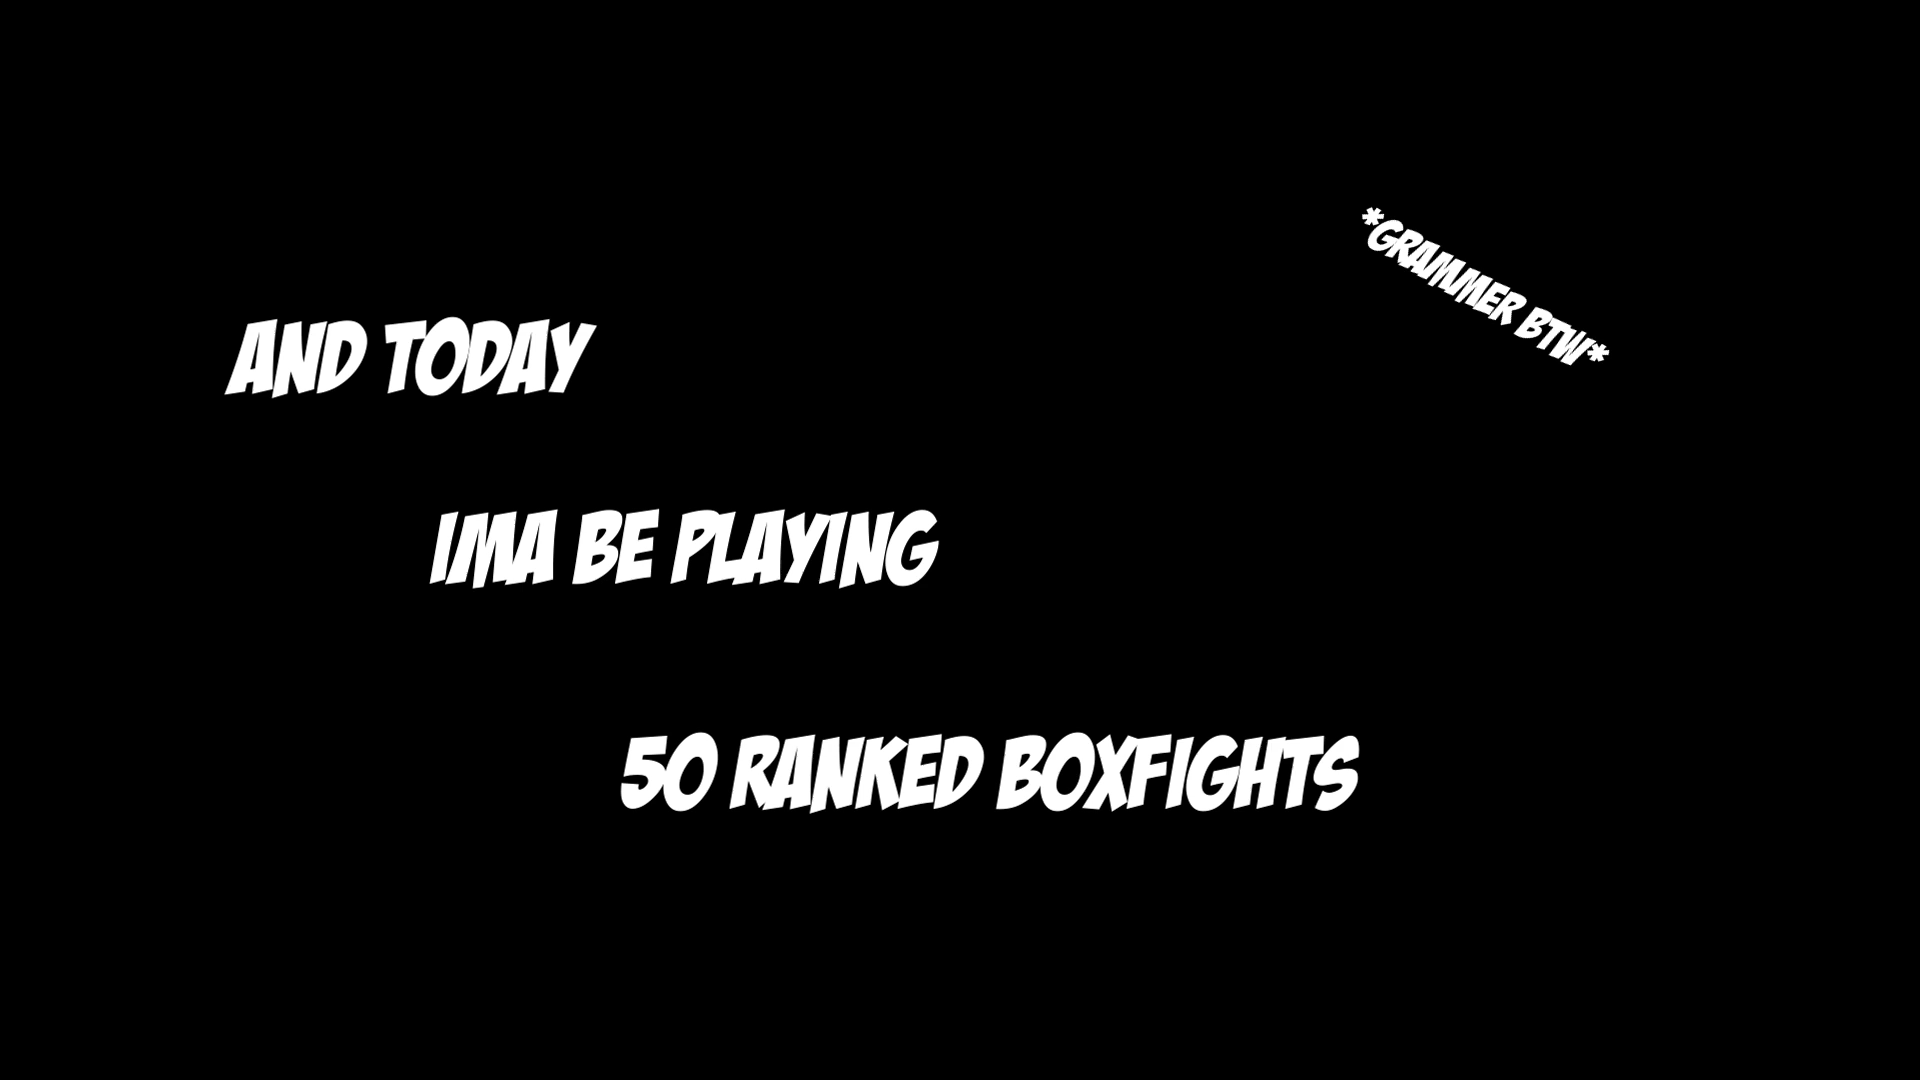 *GRAMMER BTW*
AND TODAY
IMA BE PLAYING
50 RANKED BOXFIGHTS